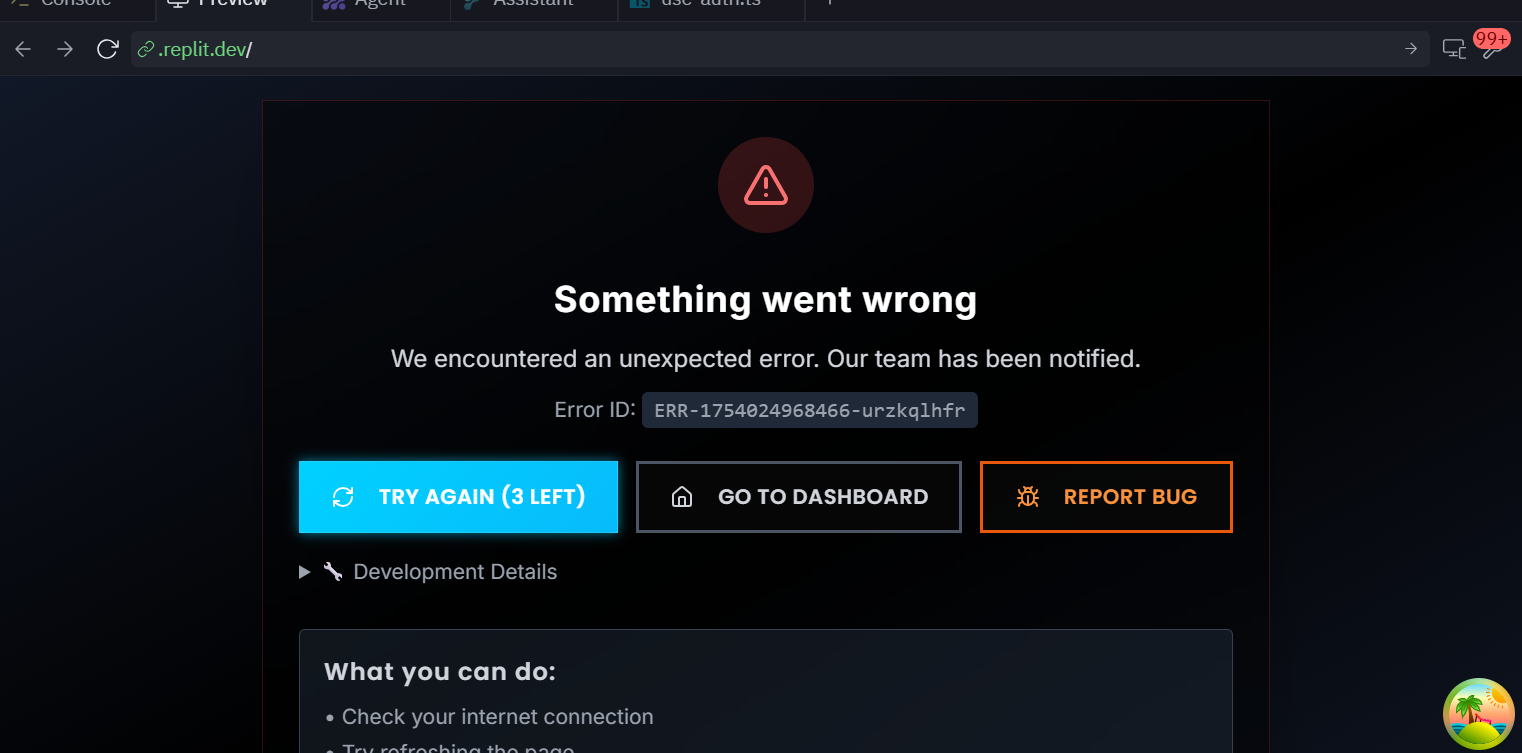 Console Preview Agent Assistant use-auth.ts
.replit.dev/
99+
Something went wrong
We encountered an unexpected error. Our team has been notified.
Error ID: ERR-1754024968466-urzkqlhfr
TRY AGAIN (3 LEFT) GO TO DASHBOARD REPORT BUG
Development Details
What you can do:
• Check your internet connection
• Try refreshing the page